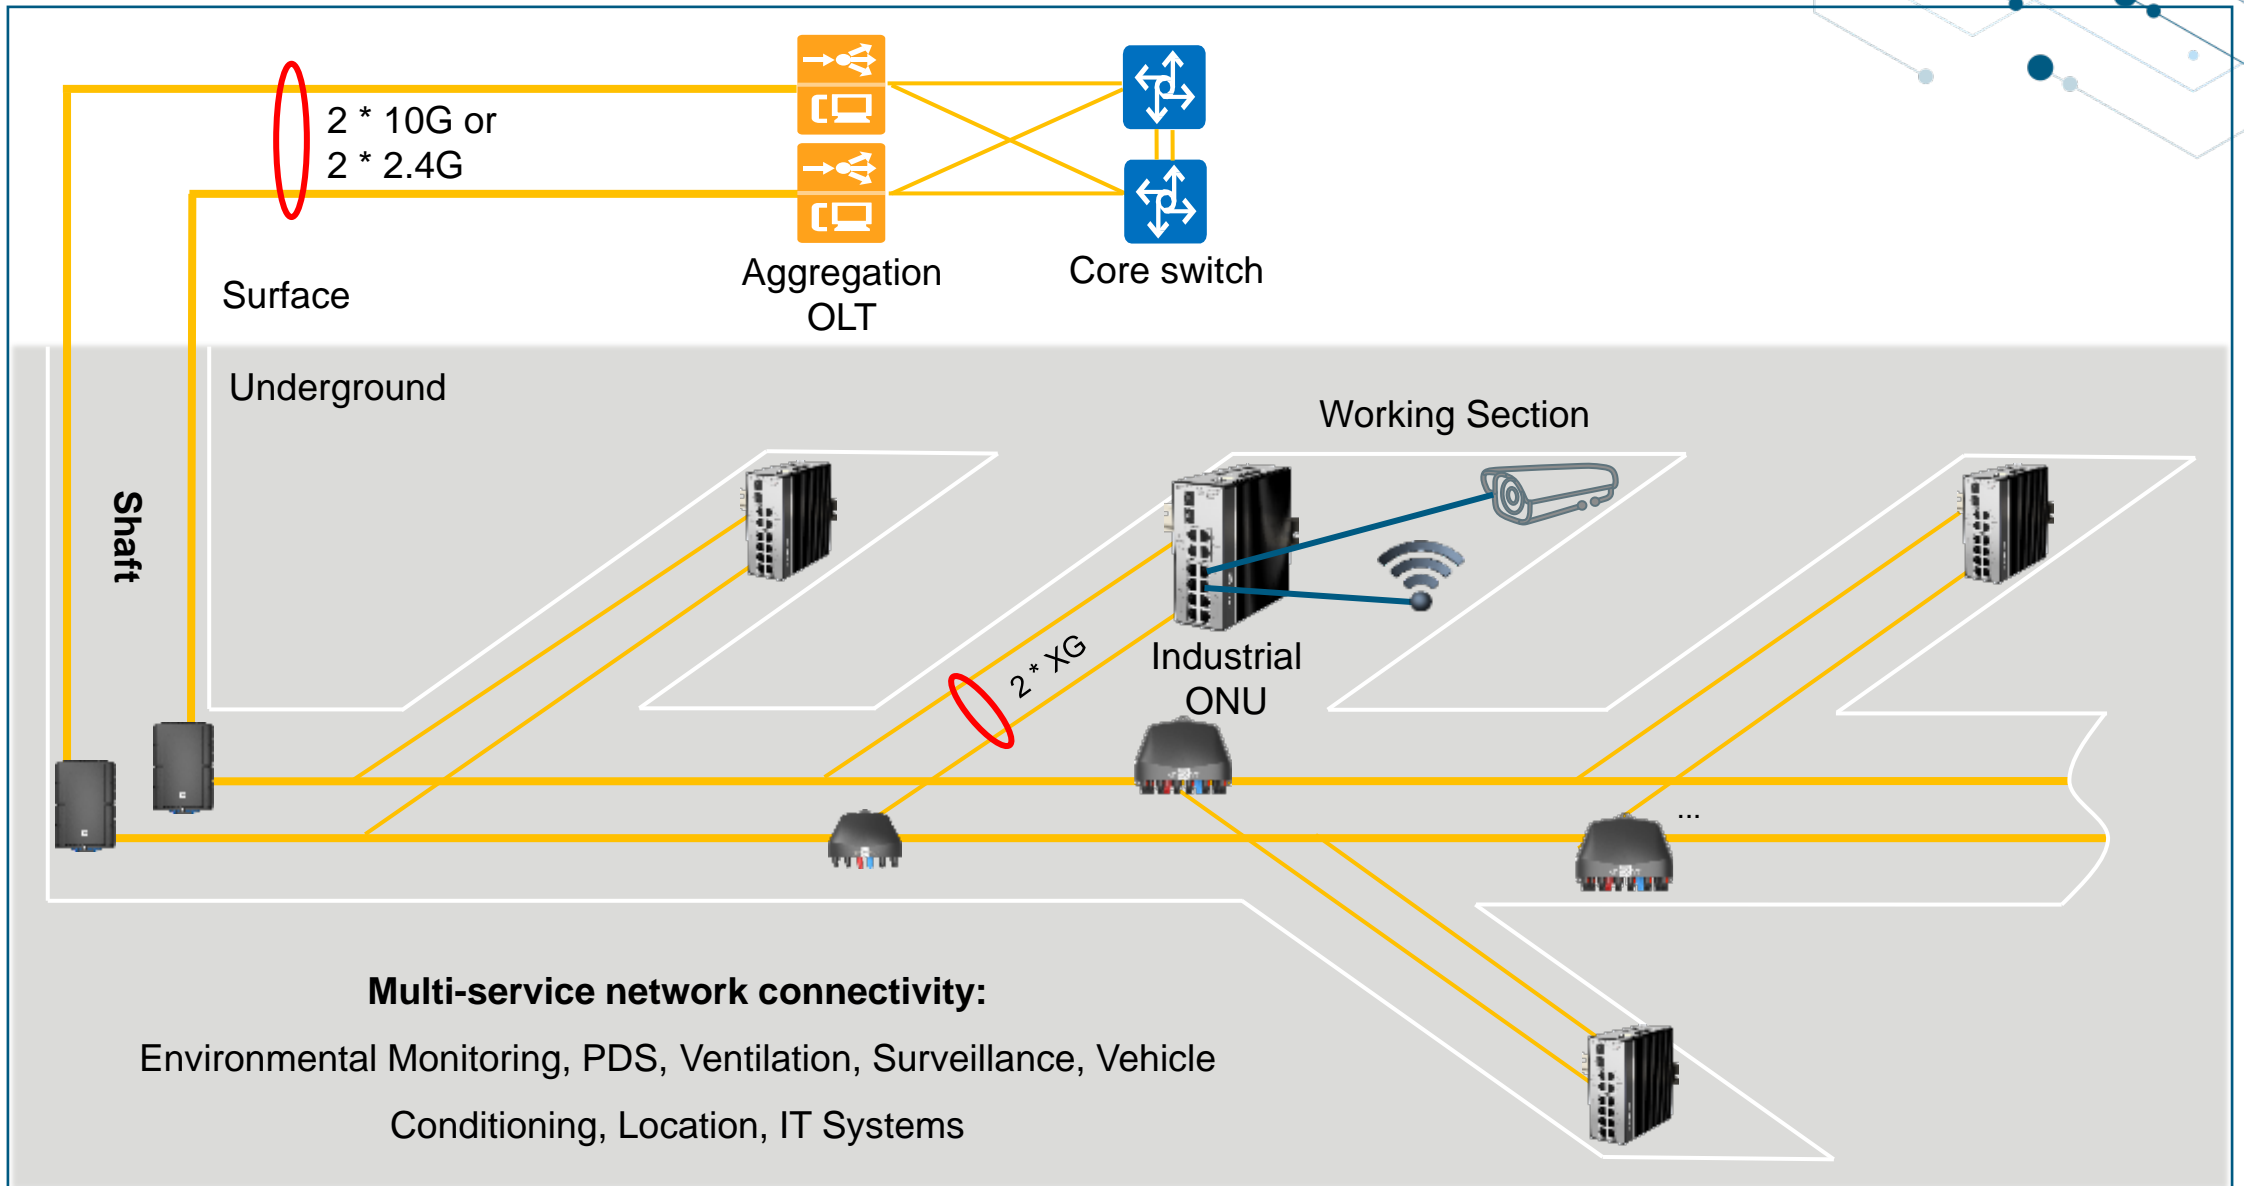 2 * 10G or
2 * 2.4G
Aggregation
OLT
Core switch
Surface
Underground
Working Section
Shaft
2 * XG
Industrial
ONU
...
Multi-service network connectivity:
Environmental Monitoring, PDS, Ventilation, Surveillance, Vehicle
Conditioning, Location, IT Systems